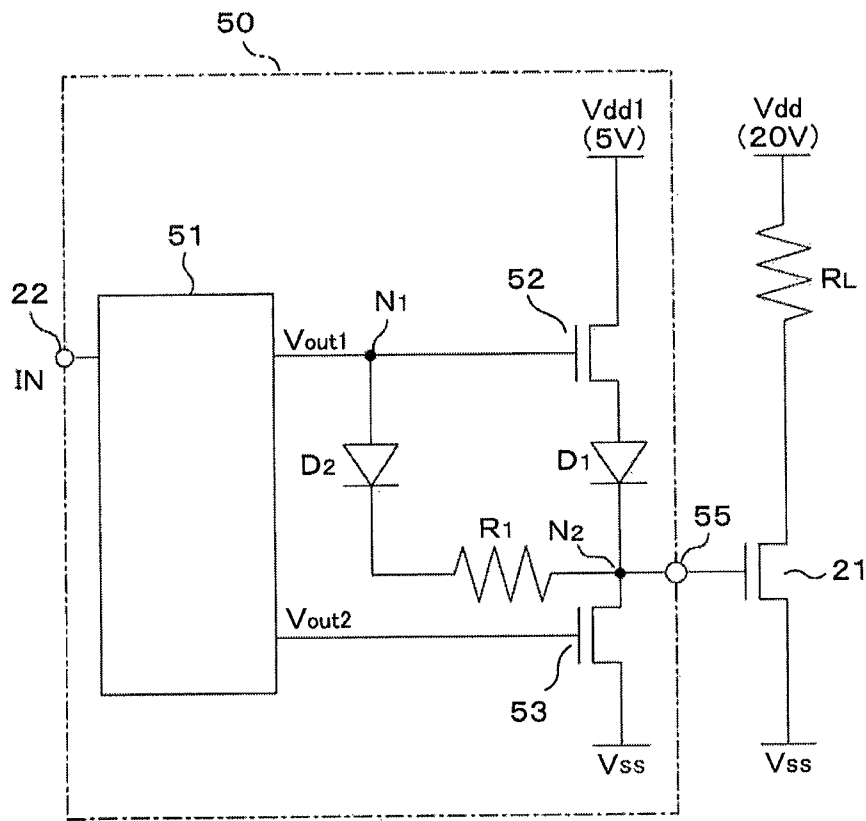 50
Vdd1
(5V)
Vdd
(20V)
51
52
RL
22
N1
Vout1
IN
D2
D1
R1
N2
55
21
Vout2
53
Vss
Vss